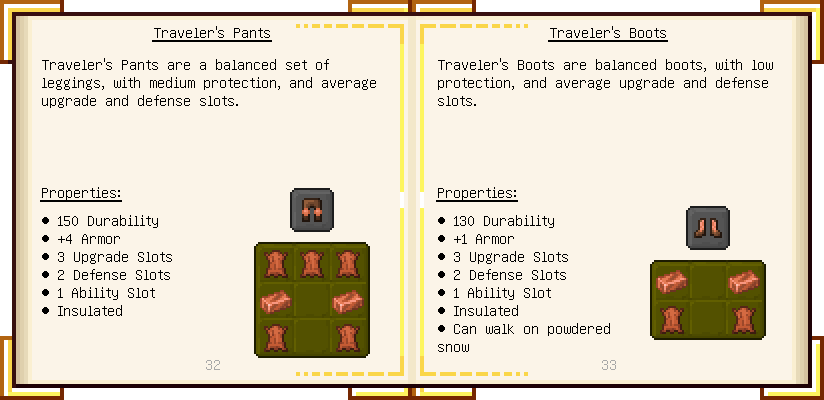 Traveler's Pants
Traveler's Pants are a balanced set of
leggings, with medium protection, and average
upgrade and defense slots.
Properties:
● 150 Durability
● +4 Armor
● 3 Upgrade Slots
● 2 Defense Slots
● 1 Ability Slot
● Insulated
32
Traveler's Boots
Traveler's Boots are balanced boots, with low
protection, and average upgrade and defense
slots.
Properties:
● 130 Durability
● +1 Armor
● 3 Upgrade Slots
● 2 Defense Slots
● 1 Ability Slot
● Insulated
● Can walk on powdered
snow
33